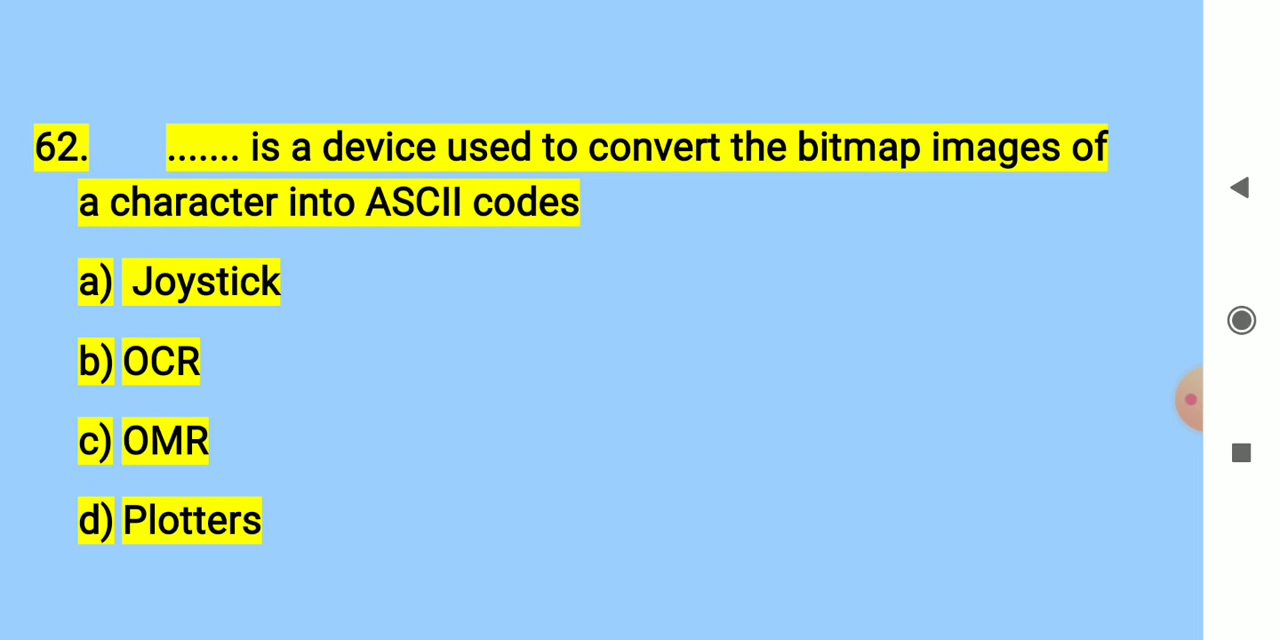 62. ....... is a device used to convert the bitmap images of
a character into ASCII codes
a) Joystick
b) OCR
c) OMR
d) Plotters